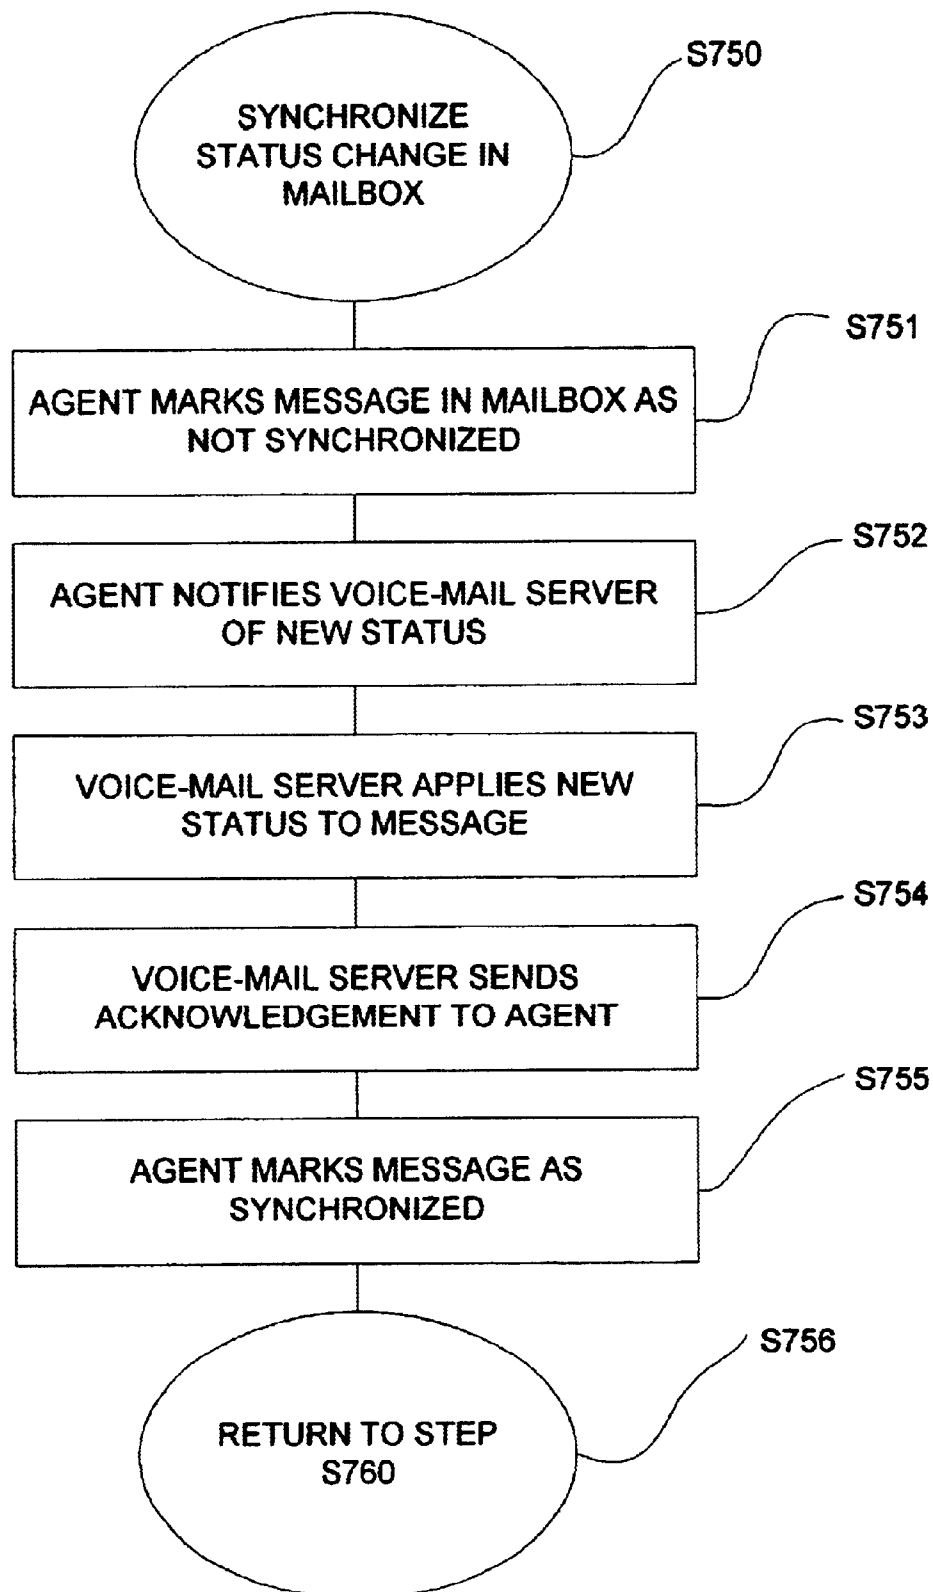 S750
SYNCHRONIZE
STATUS CHANGE IN
MAILBOX
S751
AGENT MARKS MESSAGE IN MAILBOX AS
NOT SYNCHRONIZED
S752
AGENT NOTIFIES VOICE-MAIL SERVER
OF NEW STATUS
S753
VOICE-MAIL SERVER APPLIES NEW
STATUS TO MESSAGE
S754
VOICE-MAIL SERVER SENDS
ACKNOWLEDGEMENT TO AGENT
S755
AGENT MARKS MESSAGE AS
SYNCHRONIZED
S756
RETURN TO STEP
S760